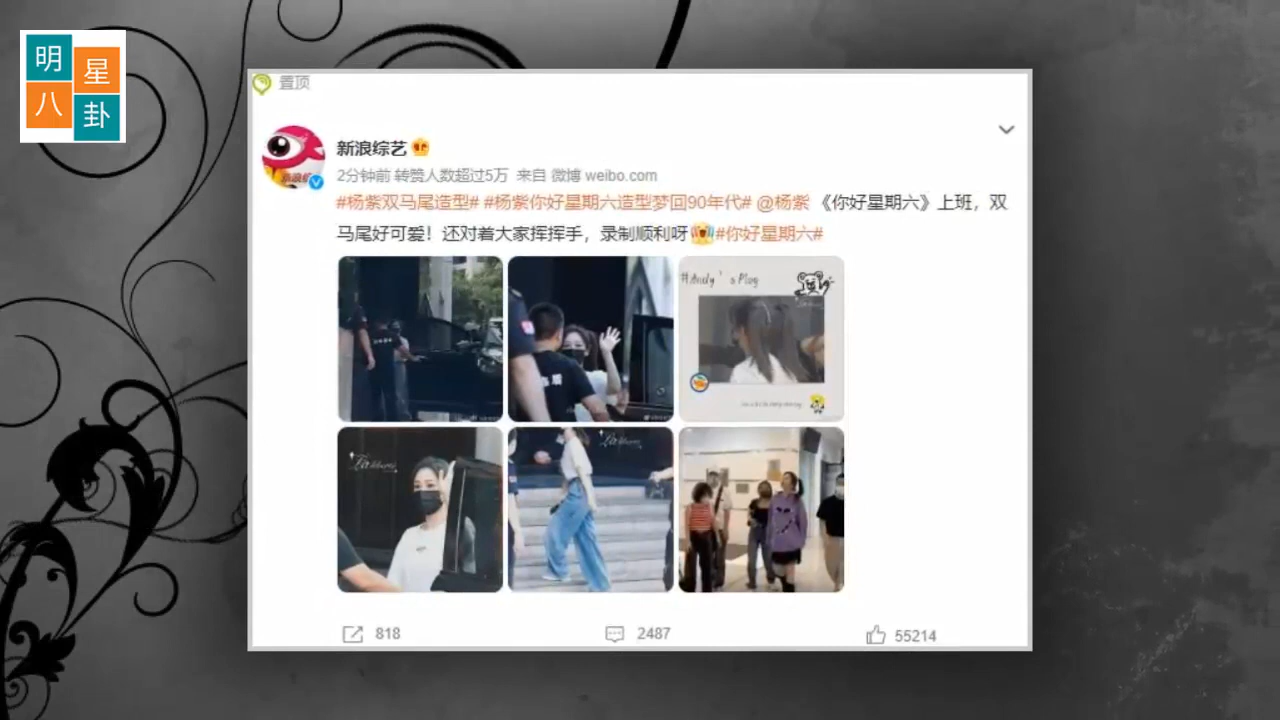 明星
八卦
置顶
新浪综艺
2分钟前 转赞人数超过5万 来自 微博 weibo.com
#杨紫双马尾造型# #杨紫你好星期六造型梦回90年代# @杨紫 《你好星期六》上班，双
马尾好可爱！还对着大家挥挥手，录制顺利呀#你好星期六#
#Andy's Plog
818 2487 55214